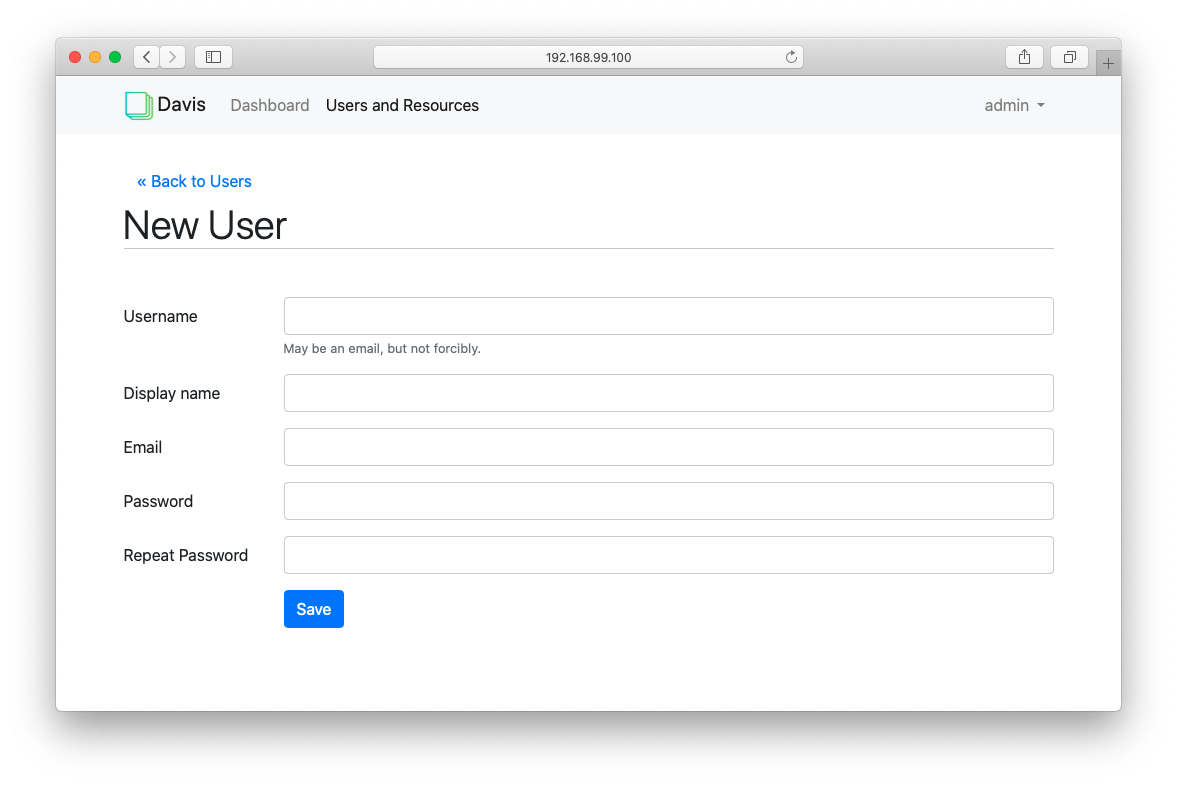 192.168.99.100
Davis Dashboard Users and Resources admin
« Back to Users
New User
Username
May be an email, but not forcibly.
Display name
Email
Password
Repeat Password
Save